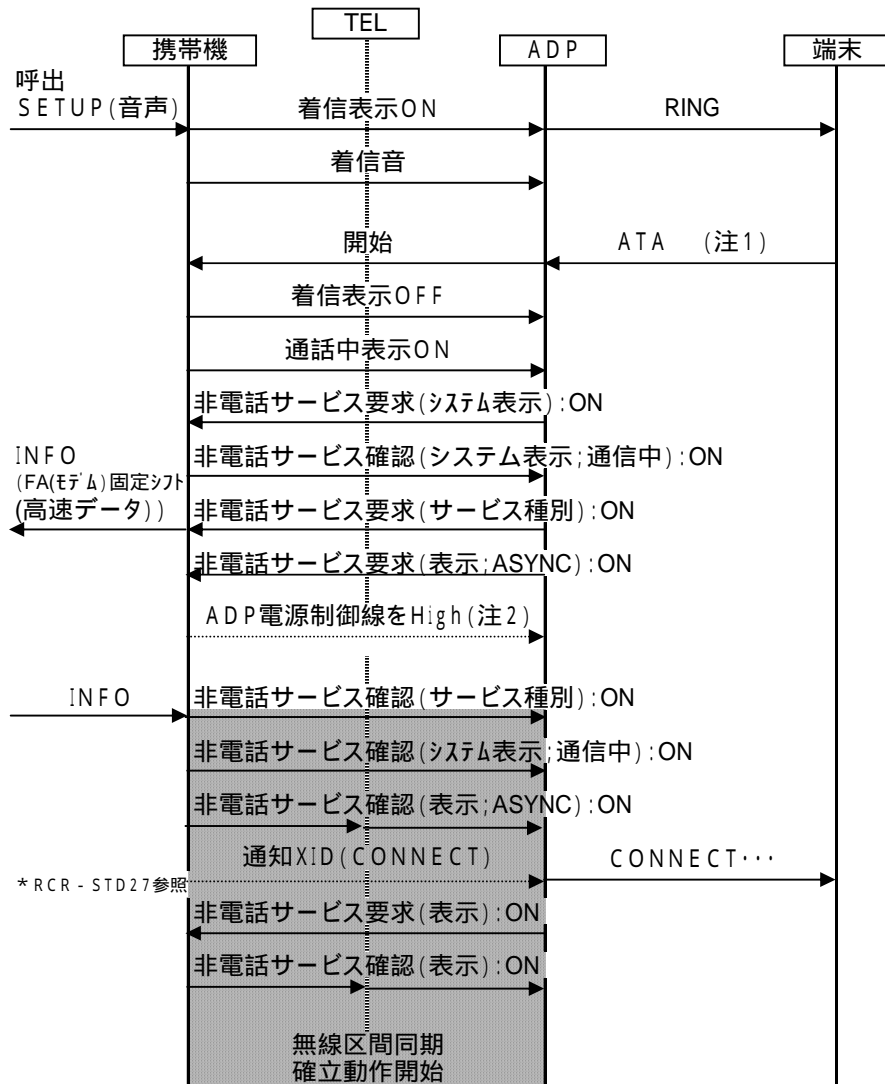 TEL
携帯機
ADP
端末
呼出
SETUP(音声)
着信表示ON
RING
着信音
開始
ATA (注1)
着信表示OFF
通話中表示ON
非電話サービス要求(ｼｽﾃﾑ表示):ON
INFO
(FA(ﾓﾃﾞﾑ)固定ｼﾌﾄ
(高速データ))
非電話サービス確認(システム表示;通信中):ON
非電話サービス要求(サービス種別):ON
非電話サービス要求(表示;ASYNC):ON
ADP電源制御線をHigh(注2)
INFO
非電話サービス確認(サービス種別):ON
非電話サービス確認(ｼｽﾃﾑ表示;通信中):ON
非電話サービス確認(表示;ASYNC):ON
通知XID(CONNECT)
CONNECT･･･
*RCR-STD27参照
非電話サービス要求(表示):ON
非電話サービス確認(表示):ON
無線区間同期
確立動作開始